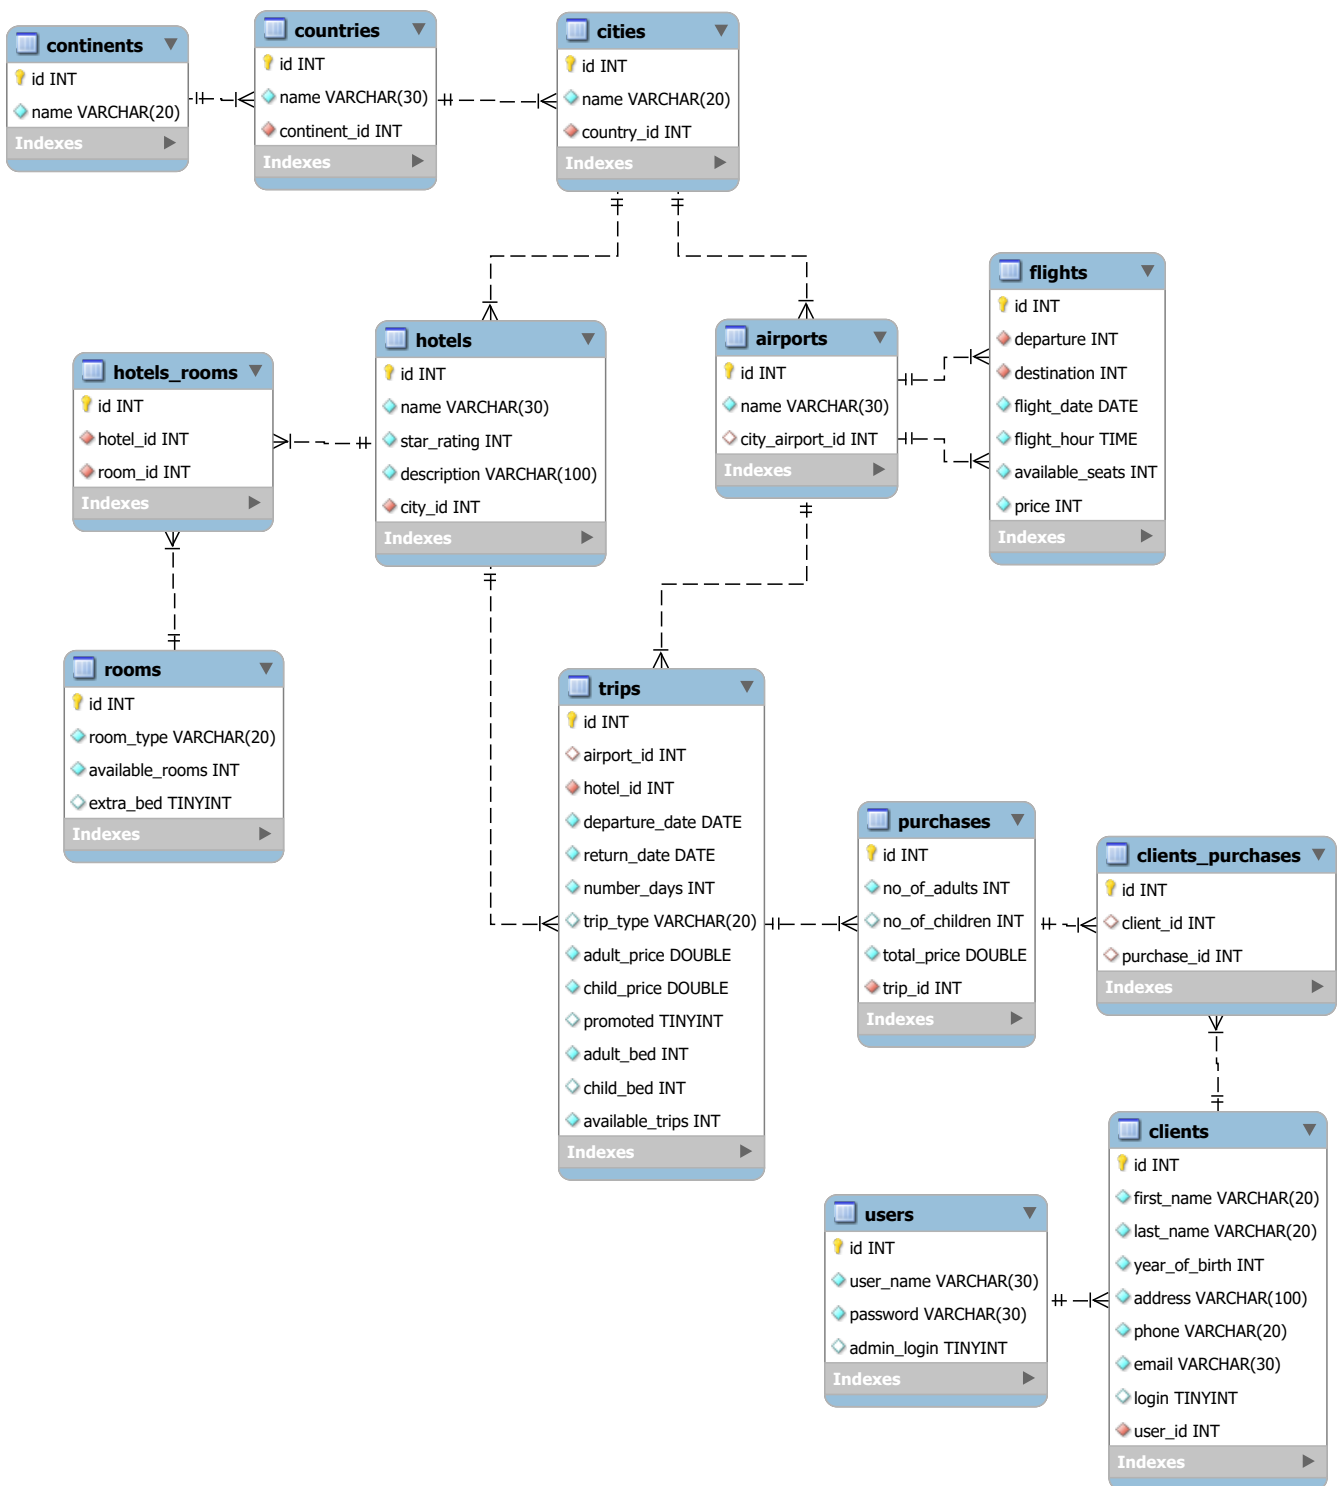 continents
id INT
name VARCHAR(20)
Indexes
countries
id INT
name VARCHAR(30)
continent_id INT
Indexes
cities
id INT
name VARCHAR(20)
country_id INT
Indexes
flights
id INT
departure INT
destination INT
flight_date DATE
flight_hour TIME
available_seats INT
price INT
Indexes
hotels_rooms
id INT
hotel_id INT
room_id INT
Indexes
hotels
id INT
name VARCHAR(30)
star_rating INT
description VARCHAR(100)
city_id INT
Indexes
airports
id INT
name VARCHAR(30)
city_airport_id INT
Indexes
rooms
id INT
room_type VARCHAR(20)
available_rooms INT
extra_bed TINYINT
Indexes
trips
id INT
airport_id INT
hotel_id INT
departure_date DATE
return_date DATE
number_days INT
trip_type VARCHAR(20)
adult_price DOUBLE
child_price DOUBLE
promoted TINYINT
adult_bed INT
child_bed INT
available_trips INT
Indexes
purchases
id INT
no_of_adults INT
no_of_children INT
total_price DOUBLE
trip_id INT
Indexes
clients_purchases
id INT
client_id INT
purchase_id INT
Indexes
users
id INT
user_name VARCHAR(30)
password VARCHAR(30)
admin_login TINYINT
Indexes
clients
id INT
first_name VARCHAR(20)
last_name VARCHAR(20)
year_of_birth INT
address VARCHAR(100)
phone VARCHAR(20)
email VARCHAR(30)
login TINYINT
user_id INT
Indexes